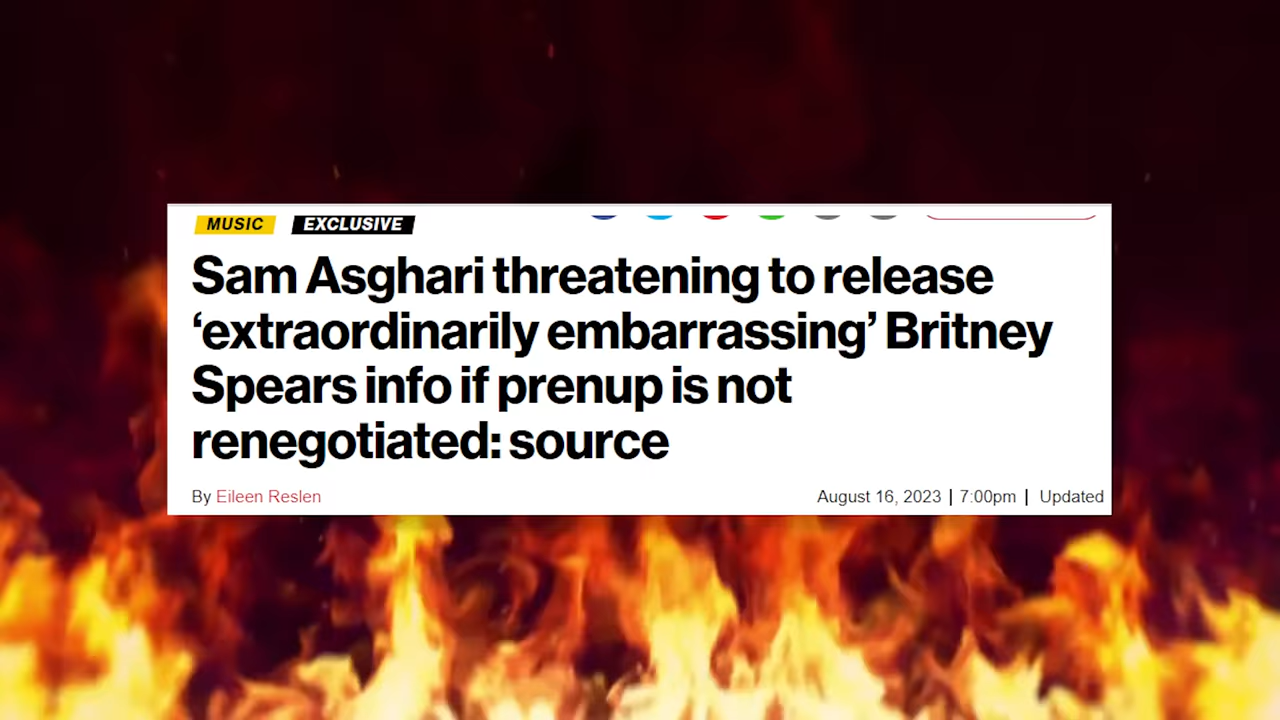 MUSIC EXCLUSIVE
Sam Asghari threatening to release
‘extraordinarily embarrassing’ Britney
Spears info if prenup is not
renegotiated: source
By Eileen Reslen August 16, 2023 | 7:00pm | Updated